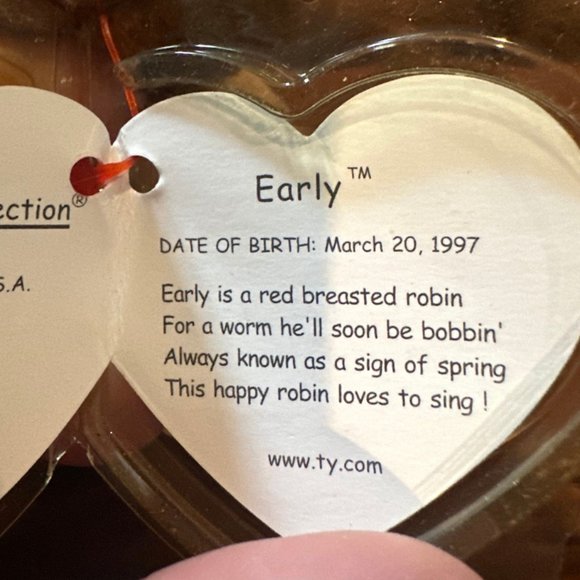 ection®
S.A.
Early™
DATE OF BIRTH: March 20, 1997
Early is a red breasted robin
For a worm he'll soon be bobbin'
Always known as a sign of spring
This happy robin loves to sing !
www.ty.com